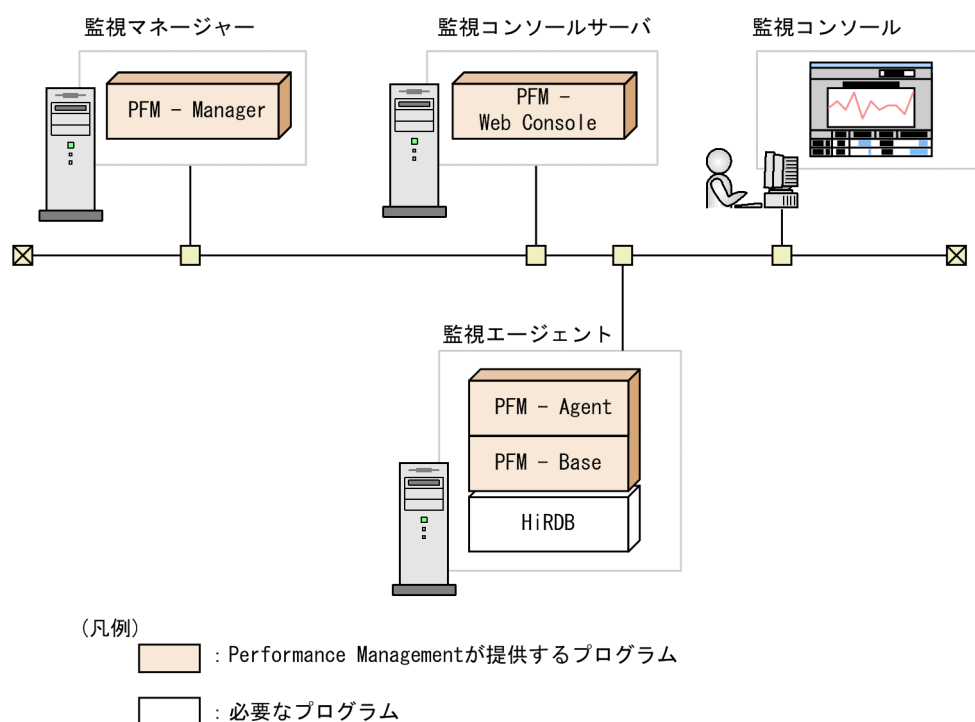 監視マネージャー
監視コンソールサーバ
監視コンソール
PFM － Manager
PFM －
Web Console
監視エージェント
PFM － Agent
PFM － Base
HiRDB
(凡例)
：Performance Managementが提供するプログラム
：必要なプログラム